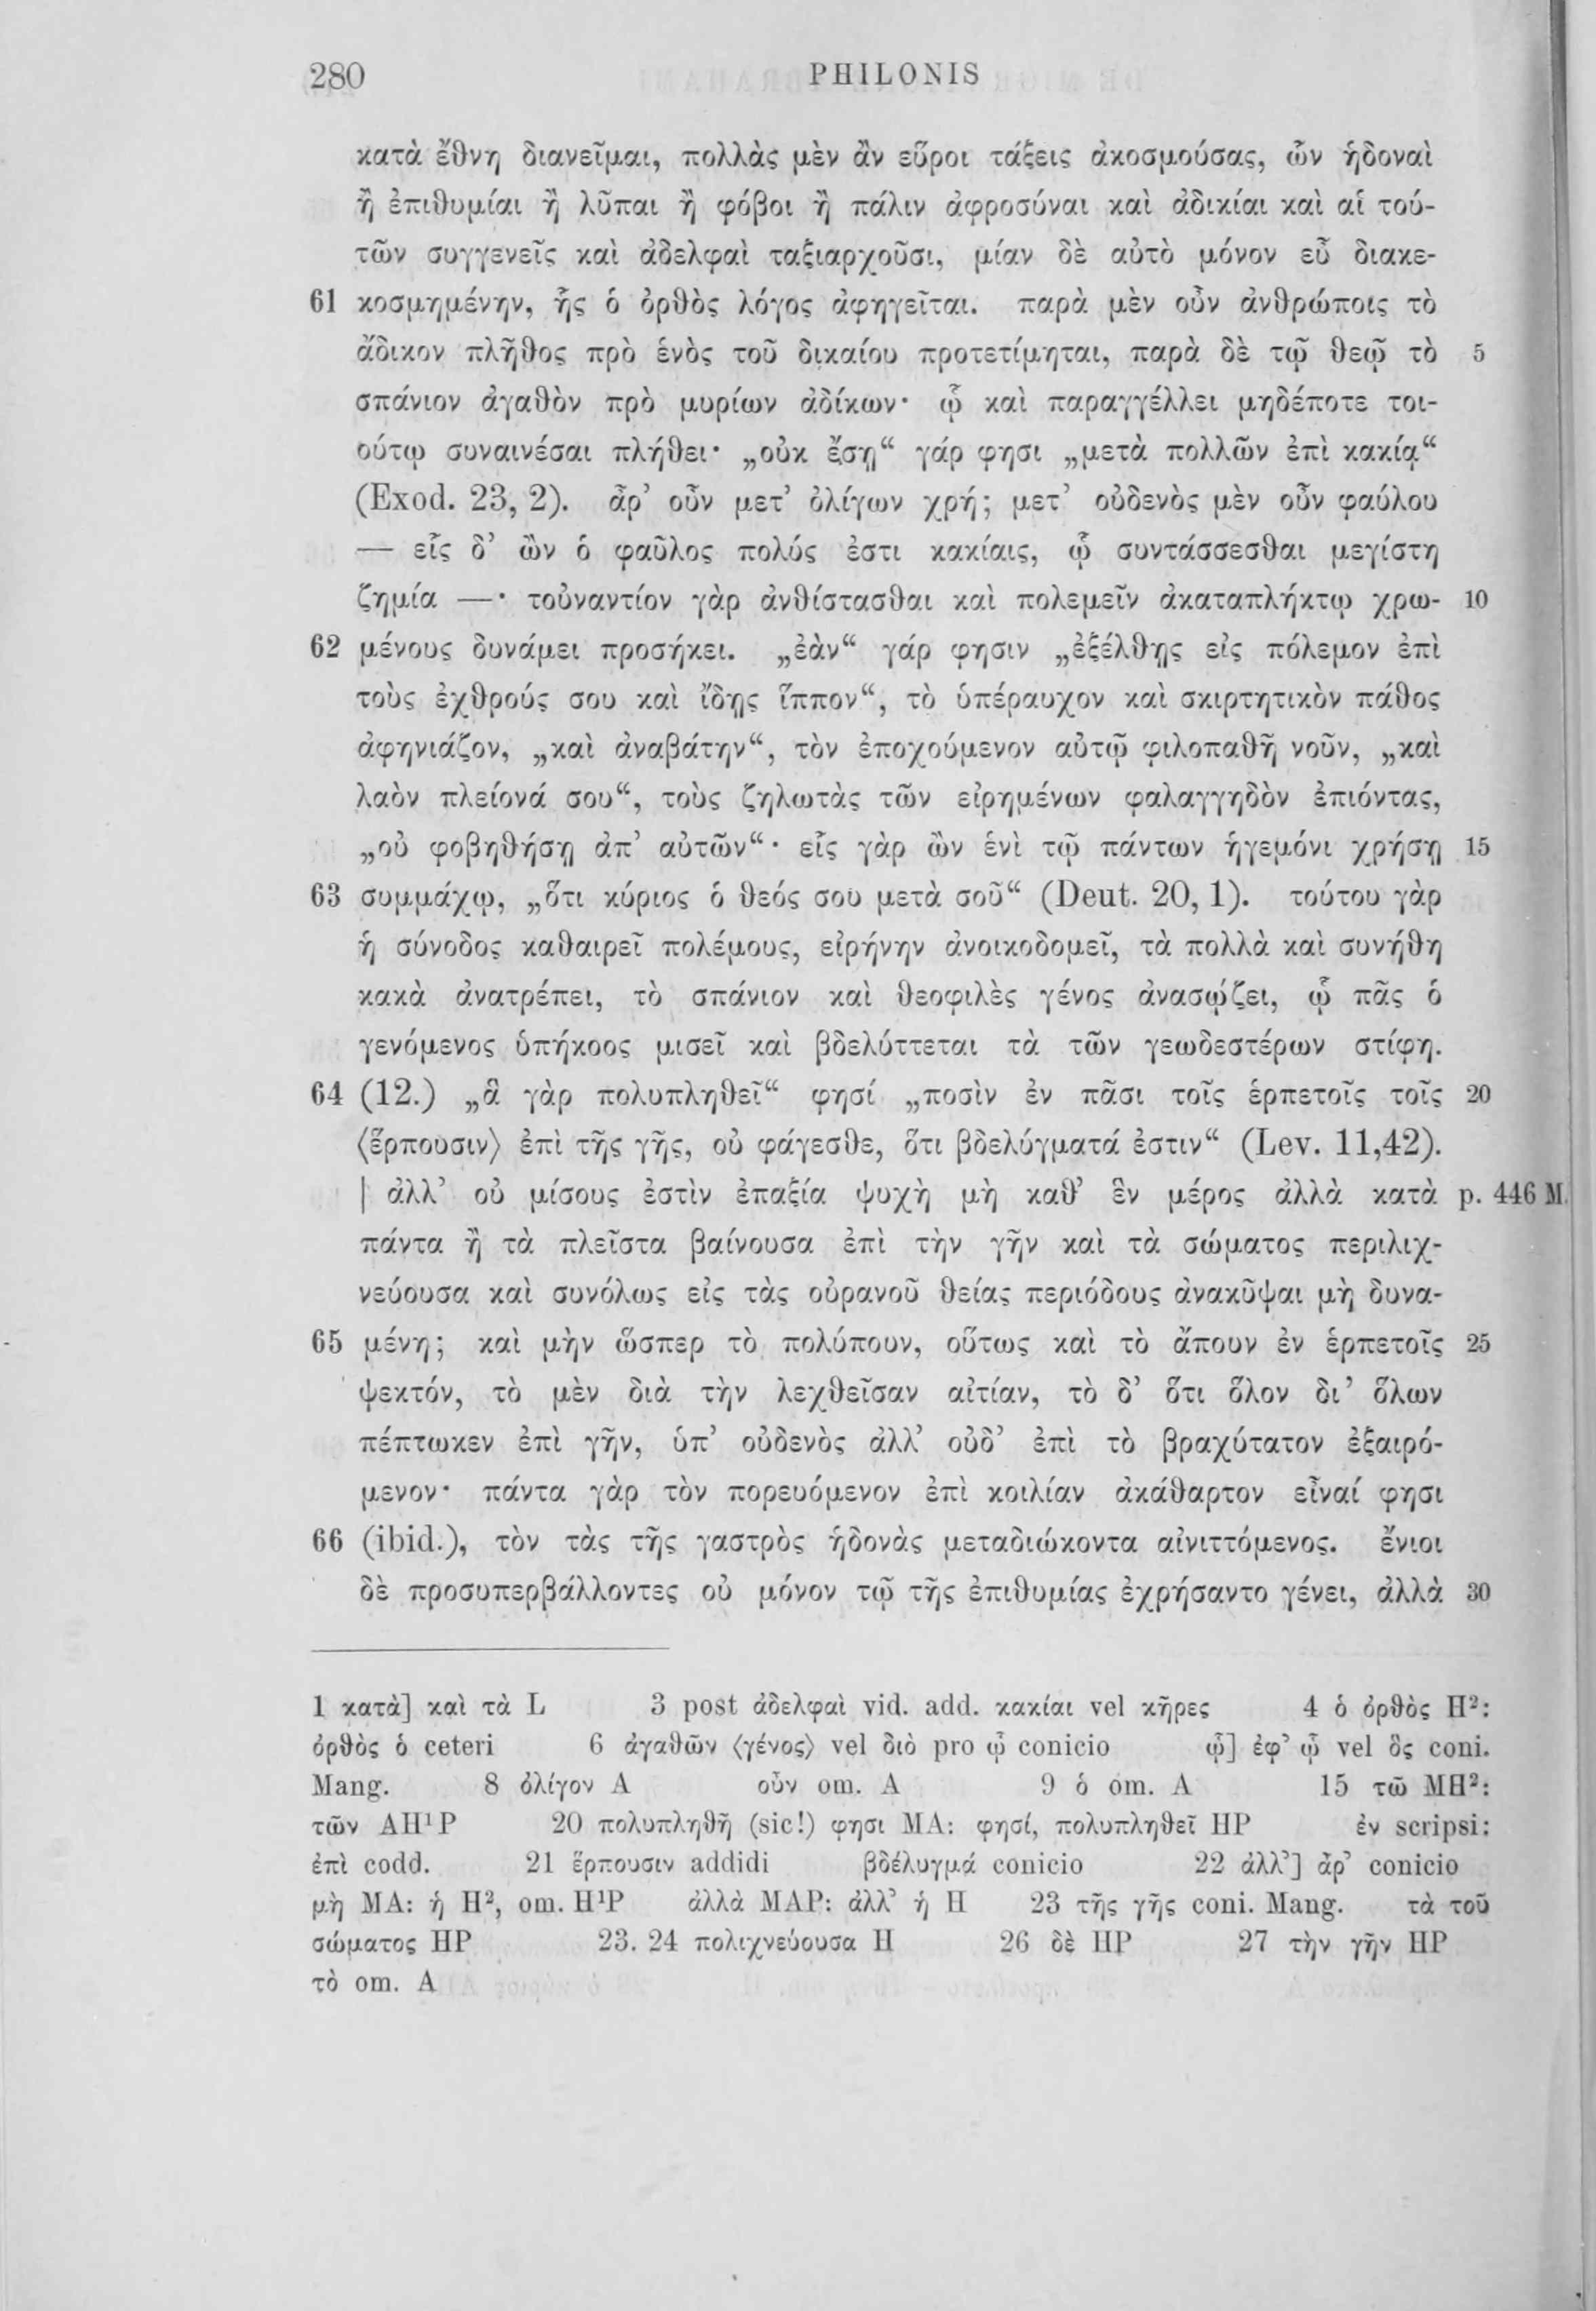 280 PHILONIS
κατὰ ἔθνη διανεῖμαι, πολλὰς μὲν ἂν εὕροι τάξεις ἀκοσμούσας, ὧν ἡδοναὶ
ἢ ἐπιθυμίαι ἢ λῦπαι ἢ φόβοι ἢ πάλιν ἀφροσύναι καὶ ἀδικίαι καὶ αἱ τού-
των συγγενεῖς καὶ ἀδελφαὶ ταξιαρχοῦσι, μίαν δὲ αὐτὸ μόνον εὖ διακε-
61 κοσμημένην, ἧς ὁ ὀρθὸς λόγος ἀφηγεῖται. παρὰ μὲν οὖν ἀνθρώποις τὸ
ἄδικον πλῆθος πρὸ ἑνὸς τοῦ δικαίου προτετίμηται, παρὰ δὲ τῷ θεῷ τὸ 5
σπάνιον ἀγαθὸν πρὸ μυρίων ἀδίκων· ᾧ καὶ παραγγέλλει μηδέποτε τοι-
ούτῳ συναινέσαι πλήθει· „οὐκ ἔσῃ“ γάρ φησι „μετὰ πολλῶν ἐπὶ κακίᾳ“
(Exod. 23, 2). ἆρ’ οὖν μετ’ ὀλίγων χρή; μετ’ οὐδενὸς μὲν οὖν φαύλου
— εἷς δ’ ὢν ὁ φαῦλος πολύς ἐστι κακίαις, ᾧ συντάσσεσθαι μεγίστη
ζημία —· τοὐναντίον γὰρ ἀνθίστασθαι καὶ πολεμεῖν ἀκαταπλήκτῳ χρω- 10
62 μένους δυνάμει προσήκει. „ἐὰν“ γάρ φησιν „ἐξέλθῃς εἰς πόλεμον ἐπὶ
τοὺς ἐχθρούς σου καὶ ἴδῃς ἵππον“, τὸ ὑπέραυχον καὶ σκιρτητικὸν πάθος
ἀφηνιάζον, „καὶ ἀναβάτην“, τὸν ἐποχούμενον αὐτῷ φιλοπαθῆ νοῦν, „καὶ
λαὸν πλείονά σου“, τοὺς ζηλωτὰς τῶν εἰρημένων φαλαγγηδὸν ἐπιόντας,
„οὐ φοβηθήσῃ ἀπ’ αὐτῶν“· εἷς γὰρ ὢν ἑνὶ τῷ πάντων ἡγεμόνι χρήσῃ 15
63 συμμάχῳ, „ὅτι κύριος ὁ θεός σου μετὰ σοῦ“ (Deut. 20, 1). τούτου γὰρ
ἡ σύνοδος καθαιρεῖ πολέμους, εἰρήνην ἀνοικοδομεῖ, τὰ πολλὰ καὶ συνήθη
κακὰ ἀνατρέπει, τὸ σπάνιον καὶ θεοφιλὲς γένος ἀνασῴζει, ᾧ πᾶς ὁ
γενόμενος ὑπήκοος μισεῖ καὶ βδελύττεται τὰ τῶν γεωδεστέρων στίφη.
64 (12.) „ἃ γὰρ πολυπληθεῖ“ φησί „ποσὶν ἐν πᾶσι τοῖς ἑρπετοῖς τοῖς 20
⟨ἕρπουσιν⟩ ἐπὶ τῆς γῆς, οὐ φάγεσθε, ὅτι βδελύγματά ἐστιν“ (Lev. 11,42).
| ἀλλ’ οὐ μίσους ἐστὶν ἐπαξία ψυχὴ μὴ καθ’ ἓν μέρος ἀλλὰ κατὰ p. 446 M.
πάντα ἢ τὰ πλεῖστα βαίνουσα ἐπὶ τὴν γῆν καὶ τὰ σώματος περιλιχ-
νεύουσα καὶ συνόλως εἰς τὰς οὐρανοῦ θείας περιόδους ἀνακῦψαι μὴ δυνα-
65 μένη; καὶ μὴν ὥσπερ τὸ πολύπουν, οὕτως καὶ τὸ ἄπουν ἐν ἑρπετοῖς 25
ψεκτόν, τὸ μὲν διὰ τὴν λεχθεῖσαν αἰτίαν, τὸ δ’ ὅτι ὅλον δι’ ὅλων
πέπτωκεν ἐπὶ γῆν, ὑπ’ οὐδενὸς ἀλλ’ οὐδ’ ἐπὶ τὸ βραχύτατον ἐξαιρό-
μενον· πάντα γὰρ τὸν πορευόμενον ἐπὶ κοιλίαν ἀκάθαρτον εἶναί φησι
66 (ibid.), τὸν τὰς τῆς γαστρὸς ἡδονὰς μεταδιώκοντα αἰνιττόμενος. ἔνιοι
δὲ προσυπερβάλλοντες οὐ μόνον τῷ τῆς ἐπιθυμίας ἐχρήσαντο γένει, ἀλλὰ 30
1 κατὰ] καὶ τὰ L 3 post ἀδελφαὶ vid. add. κακίαι vel κῆρες 4 ὁ ὀρθὸς H²:
ὀρθὸς ὁ ceteri 6 ἀγαθῶν ⟨γένος⟩ vel διὸ pro ᾧ conicio ᾧ] ἐφ’ ᾧ vel ὃς coni.
Mang. 8 ὀλίγον A οὖν om. A 9 ὁ om. A 15 τῶ MH²:
τῶν AH¹P 20 πολυπληθῆ (sic!) φησι MA: φησί, πολυπληθεῖ HP ἐν scripsi:
ἐπὶ codd. 21 ἕρπουσιν addidi βδέλυγμά conicio 22 ἀλλ’] ἆρ’ conicio
μὴ MA: ἡ H², om. H¹P ἀλλὰ MAP: ἀλλ’ ἡ H 23 τῆς γῆς coni. Mang. τὰ τοῦ
σώματος HP 23. 24 πολιχνεύουσα H 26 δὲ HP 27 τὴν γῆν HP
τὸ om. A